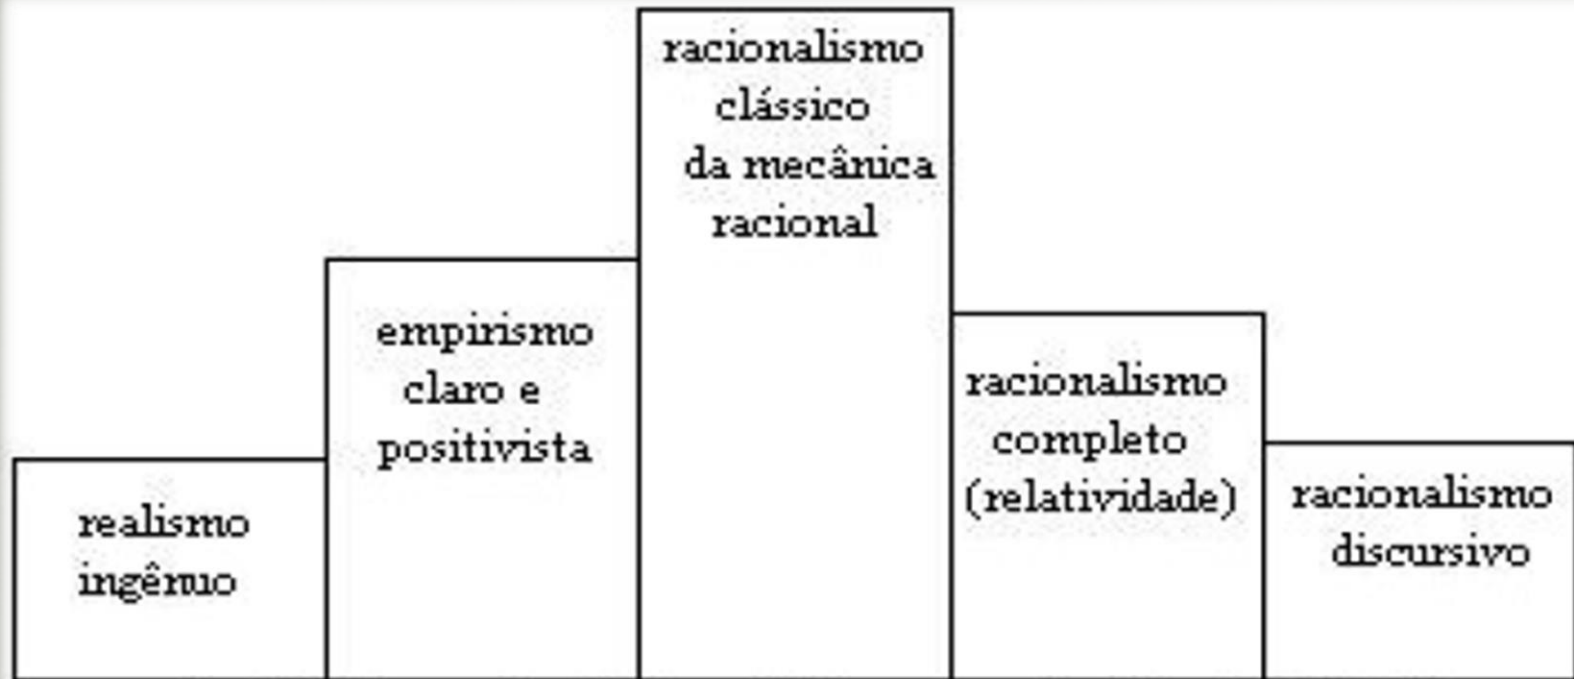 realismo
ingênuo
empirismo
claro e
positivista
racionalismo
clássico
da mecânica
racional
racionalismo
completo
(relatividade)
racionalismo
discursivo